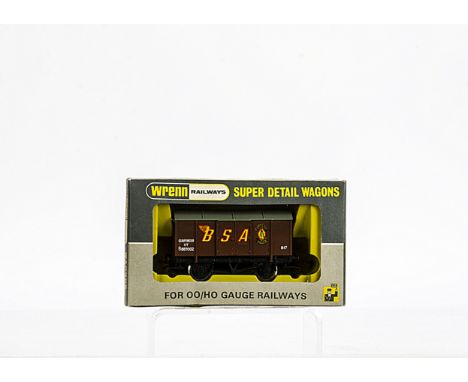 Wrenn RAILWAYS SUPER DETAIL WAGONS
BSA
FOR OO/HO GAUGE RAILWAYS